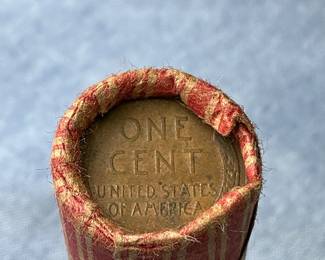 ONE
CENT
UNITED STATES
OF AMERICA